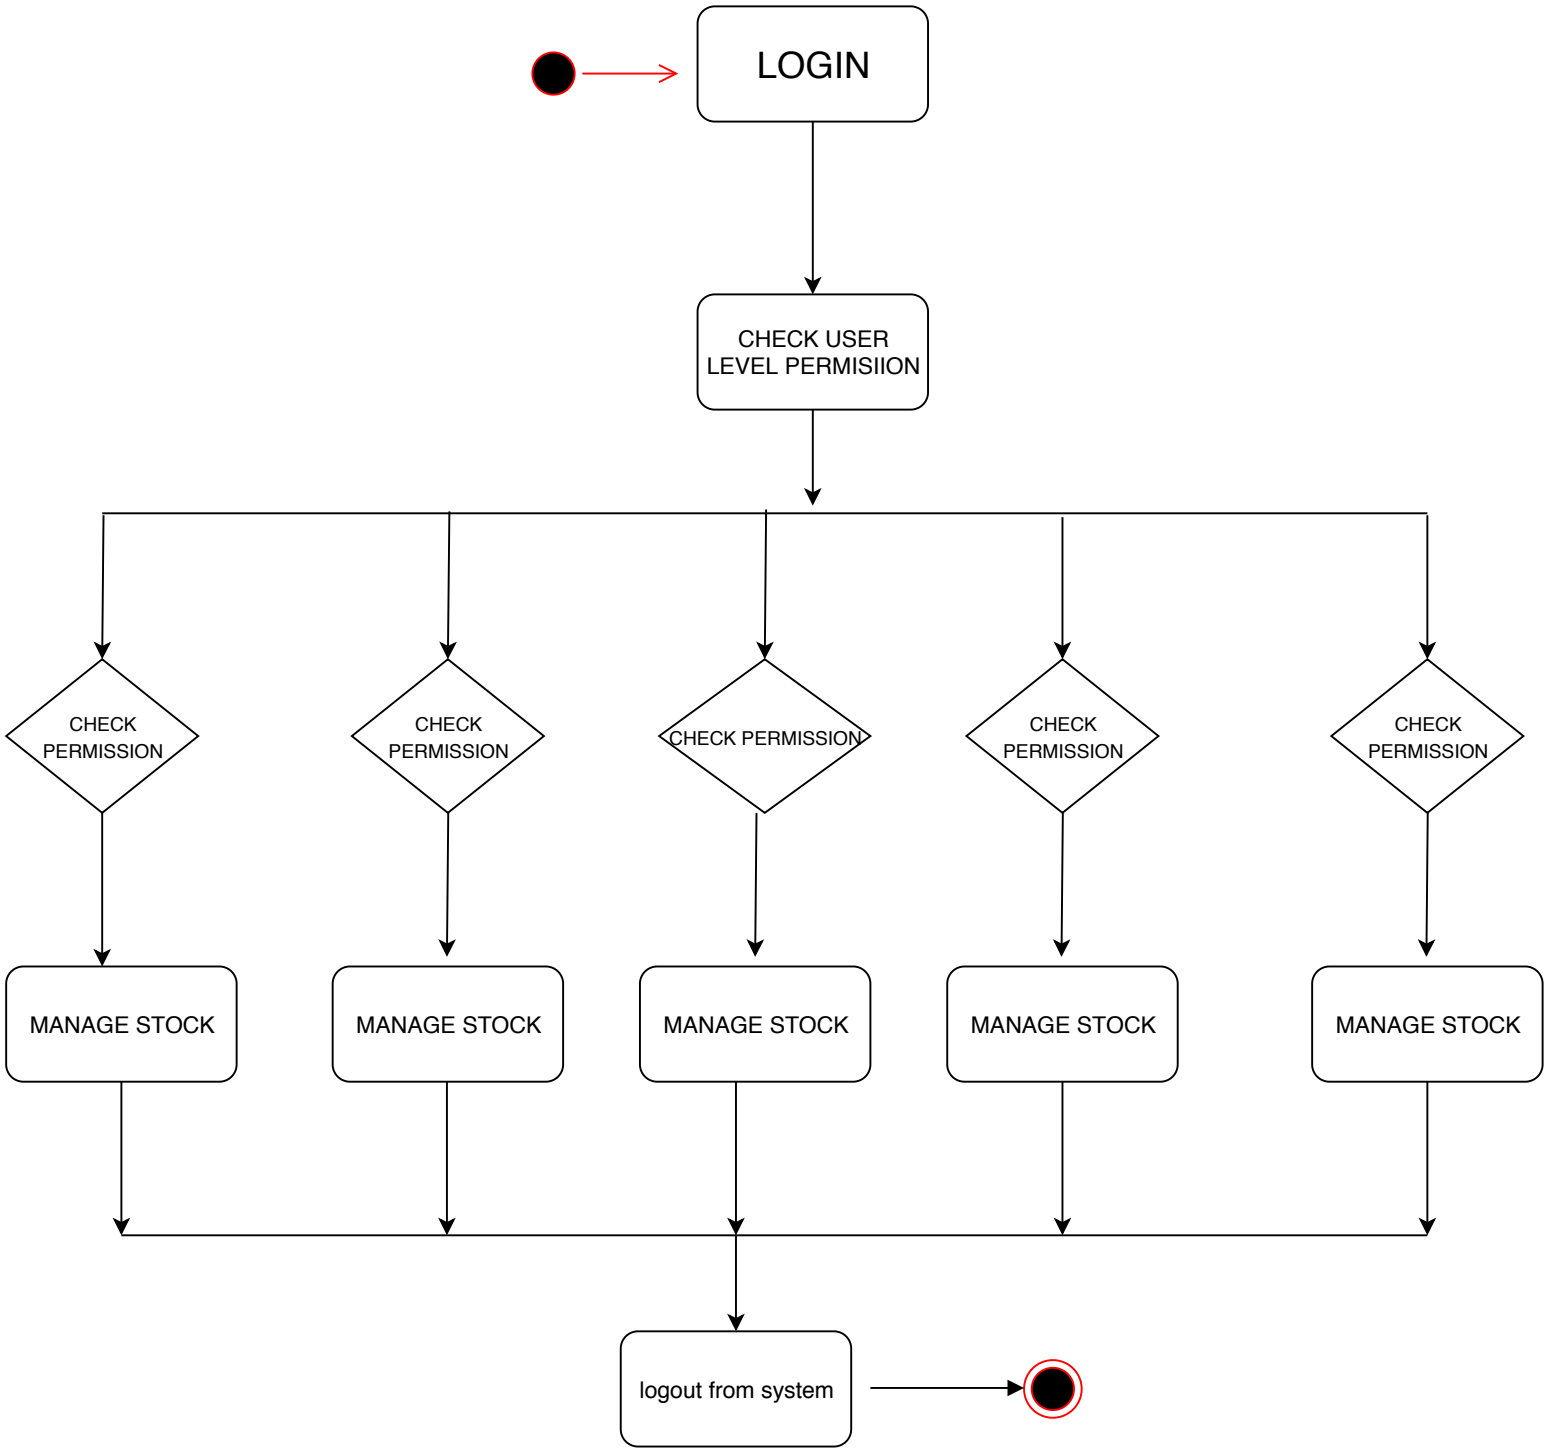 LOGIN
CHECK USER
LEVEL PERMISIION
CHECK
PERMISSION
CHECK
PERMISSION
CHECK PERMISSION
CHECK
PERMISSION
CHECK
PERMISSION
MANAGE STOCK
MANAGE STOCK
MANAGE STOCK
MANAGE STOCK
MANAGE STOCK
logout from system